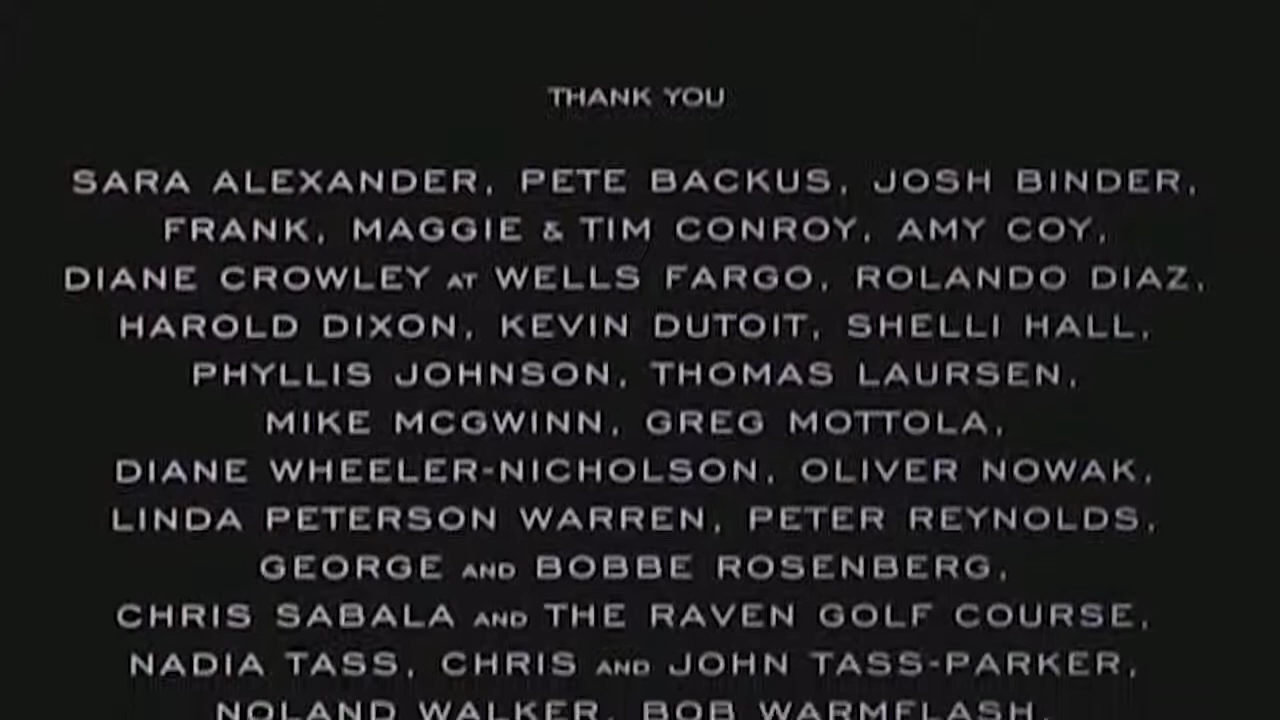 THANK YOU
SARA ALEXANDER, PETE BACKUS, JOSH BINDER,
FRANK, MAGGIE & TIM CONROY, AMY COY,
DIANE CROWLEY AT WELLS FARGO, ROLANDO DIAZ,
HAROLD DIXON, KEVIN DUTOIT, SHELLI HALL,
PHYLLIS JOHNSON, THOMAS LAURSEN,
MIKE MCGWINN, GREG MOTTOLA,
DIANE WHEELER-NICHOLSON, OLIVER NOWAK,
LINDA PETERSON WARREN, PETER REYNOLDS,
GEORGE AND BOBBE ROSENBERG,
CHRIS SABALA AND THE RAVEN GOLF COURSE,
NADIA TASS, CHRIS AND JOHN TASS-PARKER,
NOLAND WALKER, BOB WARMFLASH,